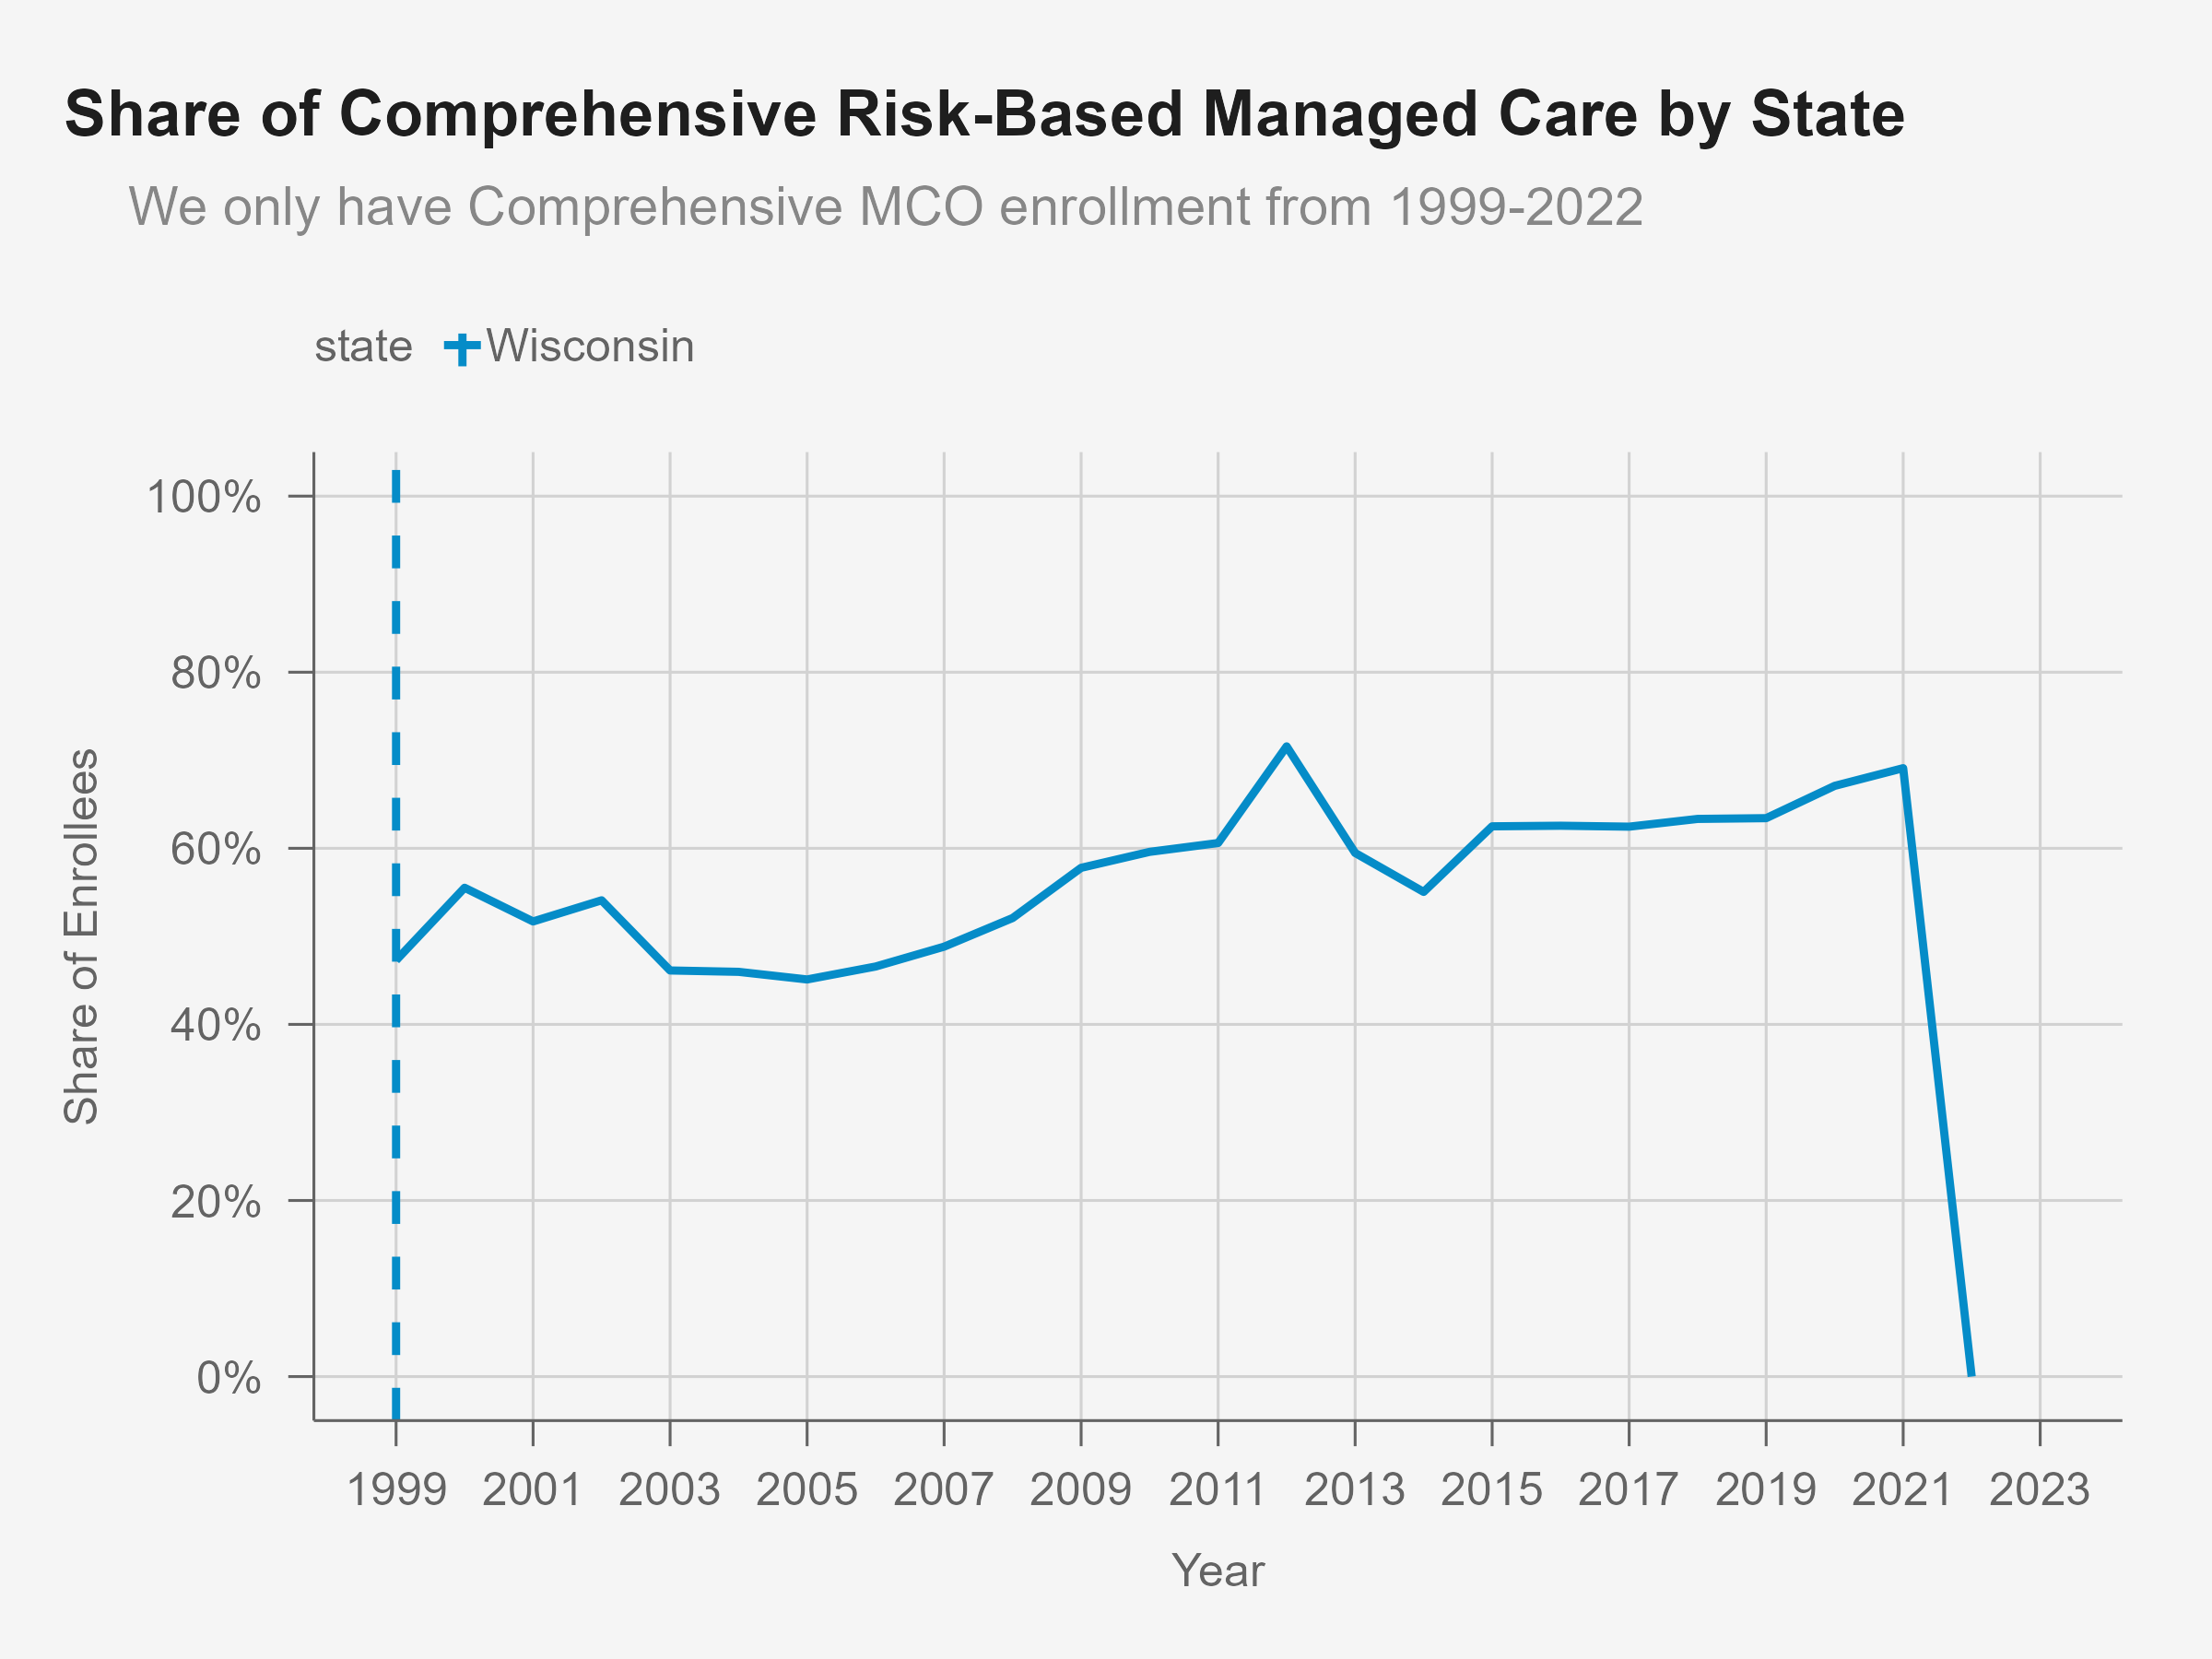 Share of Comprehensive Risk-Based Managed Care by State
We only have Comprehensive MCO enrollment from 1999-2022
state Wisconsin
100%
80%
60%
40%
20%
0%
Share of Enrollees
1999 2001 2003 2005 2007 2009 2011 2013 2015 2017 2019 2021 2023
Year